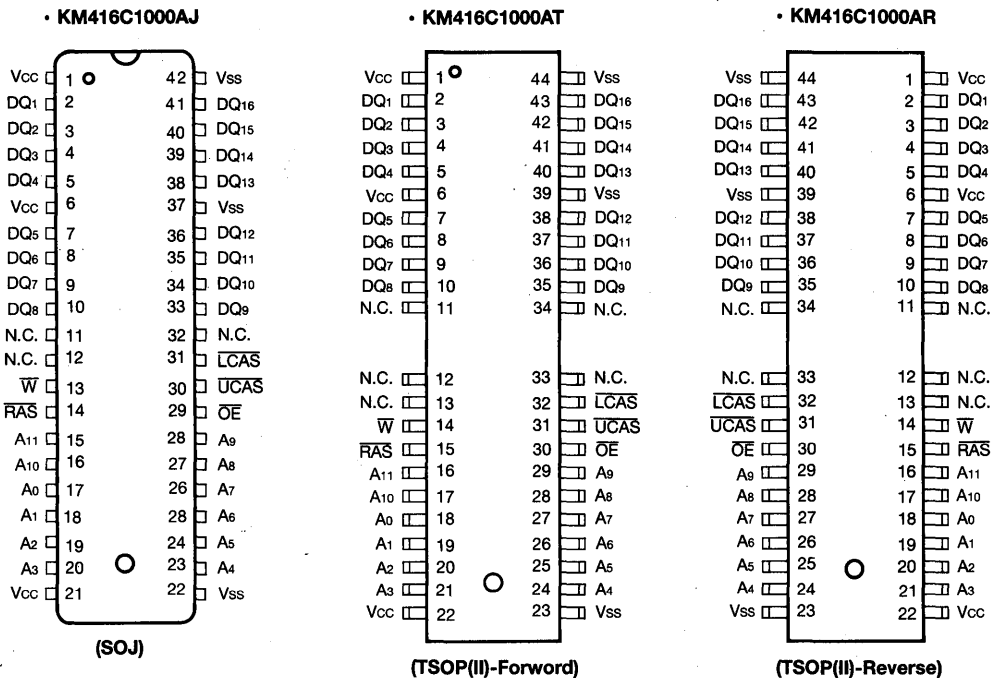 • KM416C1000AJ
Vcc 1 42 Vss
DQ1 2 41 DQ16
DQ2 3 40 DQ15
DQ3 4 39 DQ14
DQ4 5 38 DQ13
Vcc 6 37 Vss
DQ5 7 36 DQ12
DQ6 8 35 DQ11
DQ7 9 34 DQ10
DQ8 10 33 DQ9
N.C. 11 32 N.C.
N.C. 12 31 L̅C̅A̅S̅
W̅ 13 30 U̅C̅A̅S̅
R̅A̅S̅ 14 29 O̅E̅
A11 15 28 A9
A10 16 27 A8
A0 17 26 A7
A1 18 28 A6
A2 19 24 A5
A3 20 23 A4
Vcc 21 22 Vss
(SOJ)
• KM416C1000AT
Vcc 1 44 Vss
DQ1 2 43 DQ16
DQ2 3 42 DQ15
DQ3 4 41 DQ14
DQ4 5 40 DQ13
Vcc 6 39 Vss
DQ5 7 38 DQ12
DQ6 8 37 DQ11
DQ7 9 36 DQ10
DQ8 10 35 DQ9
N.C. 11 34 N.C.
N.C. 12 33 N.C.
N.C. 13 32 L̅C̅A̅S̅
W̅ 14 31 U̅C̅A̅S̅
R̅A̅S̅ 15 30 O̅E̅
A11 16 29 A9
A10 17 28 A8
A0 18 27 A7
A1 19 26 A6
A2 20 25 A5
A3 21 24 A4
Vcc 22 23 Vss
(TSOP(II)-Forword)
• KM416C1000AR
Vss 44 1 Vcc
DQ16 43 2 DQ1
DQ15 42 3 DQ2
DQ14 41 4 DQ3
DQ13 40 5 DQ4
Vss 39 6 Vcc
DQ12 38 7 DQ5
DQ11 37 8 DQ6
DQ10 36 9 DQ7
DQ9 35 10 DQ8
N.C. 34 11 N.C.
N.C. 33 12 N.C.
L̅C̅A̅S̅ 32 13 N.C.
U̅C̅A̅S̅ 31 14 W̅
O̅E̅ 30 15 R̅A̅S̅
A9 29 16 A11
A8 28 17 A10
A7 27 18 A0
A6 26 19 A1
A5 25 20 A2
A4 24 21 A3
Vss 23 22 Vcc
(TSOP(II)-Reverse)